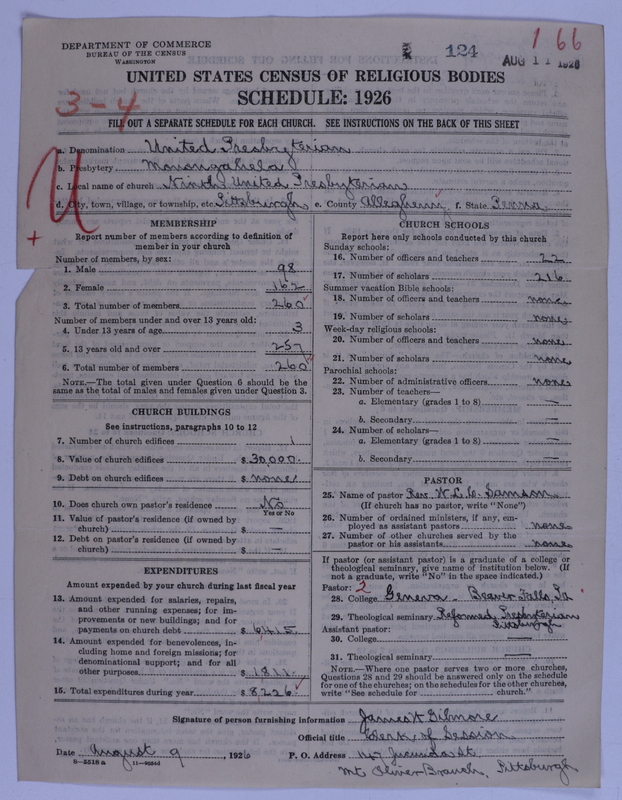 DEPARTMENT OF COMMERCE
BUREAU OF THE CENSUS
WASHINGTON
124
1 66
AUG 11 1926
UNITED STATES CENSUS OF RELIGIOUS BODIES
SCHEDULE: 1926
3-4
FILL OUT A SEPARATE SCHEDULE FOR EACH CHURCH. SEE INSTRUCTIONS ON THE BACK OF THIS SHEET
a. Denomination United Presbyterian
b. Presbytery Monongahela
c. Local name of church Ninth United Presbyterian
d. City, town, village, or township, etc. Pittsburgh e. County Allegheny f. State Penna
MEMBERSHIP
Report number of members according to definition of member in your church
Number of members, by sex:
1. Male 98
2. Female 162
3. Total number of members 260
Number of members under and over 13 years old:
4. Under 13 years of age 3
5. 13 years old and over 257
6. Total number of members 260
NOTE.—The total given under Question 6 should be the same as the total of males and females given under Question 3.
CHURCH BUILDINGS
See instructions, paragraphs 10 to 12
7. Number of church edifices 1
8. Value of church edifices $ 30,000.
9. Debt on church edifices $ none
10. Does church own pastor's residence? No
Yes or No
11. Value of pastor's residence (if owned by church) $ —
12. Debt on pastor's residence (if owned by church) $ —
EXPENDITURES
Amount expended by your church during last fiscal year
13. Amount expended for salaries, repairs, and other running expenses; for improvements or new buildings; and for payments on church debt $ 6,415.
14. Amount expended for benevolences, including home and foreign missions; for denominational support; and for all other purposes $ 1811.
15. Total expenditures during year $ 8,226.
CHURCH SCHOOLS
Report here only schools conducted by this church
Sunday schools:
16. Number of officers and teachers 22
17. Number of scholars 216
Summer vacation Bible schools:
18. Number of officers and teachers none
19. Number of scholars none
Week-day religious schools:
20. Number of officers and teachers none
21. Number of scholars none
Parochial schools:
22. Number of administrative officers none
23. Number of teachers—
a. Elementary (grades 1 to 8) —
b. Secondary —
24. Number of scholars—
a. Elementary (grades 1 to 8) —
b. Secondary —
PASTOR
25. Name of pastor Rev. W. L. C. Samson
(If church has no pastor, write "None")
26. Number of ordained ministers, if any, employed as assistant pastors none
27. Number of other churches served by the pastor or his assistants none
If pastor (or assistant pastor) is a graduate of a college or theological seminary, give name of institution below. (If not a graduate, write "No" in the space indicated.)
Pastor: 2
28. College Geneva - Beaver Falls, Pa
29. Theological seminary Reformed Presbyterian Pittsburgh
Assistant pastor:
30. College
31. Theological seminary —
NOTE.—Where one pastor serves two or more churches, Questions 28 and 29 should be answered only on the schedule for one of the churches; on the schedules for the other churches, write "See schedule for church."
Signature of person furnishing information James H Gilmore
Official title Clerk of Session
Date August 9, 1926 P. O. Address St
8-5518a
Mt Oliver Branch, Pittsburgh